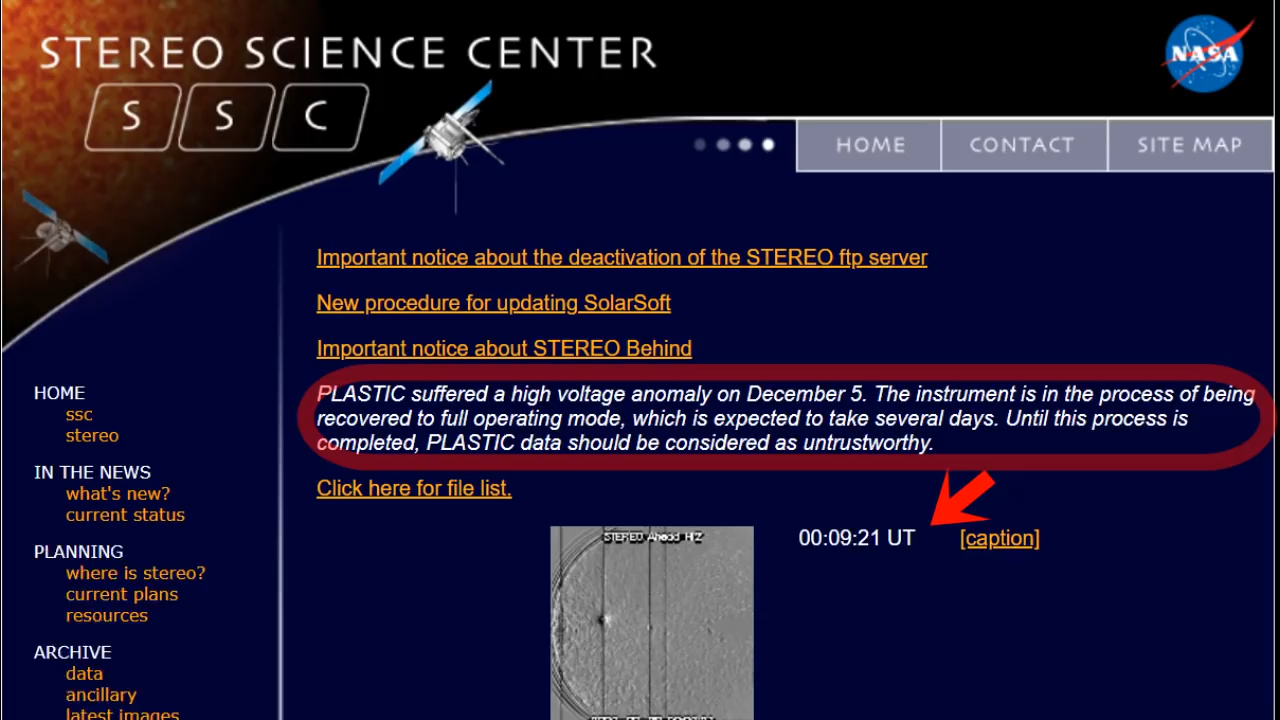 STEREO SCIENCE CENTER
S S C
NASA
HOME CONTACT SITE MAP
Important notice about the deactivation of the STEREO ftp server
New procedure for updating SolarSoft
Important notice about STEREO Behind
PLASTIC suffered a high voltage anomaly on December 5. The instrument is in the process of being
recovered to full operating mode, which is expected to take several days. Until this process is
completed, PLASTIC data should be considered as untrustworthy.
Click here for file list.
00:09:21 UT [caption]
STEREO Ahead HI2
HOME
ssc
stereo
IN THE NEWS
what's new?
current status
PLANNING
where is stereo?
current plans
resources
ARCHIVE
data
ancillary
latest images